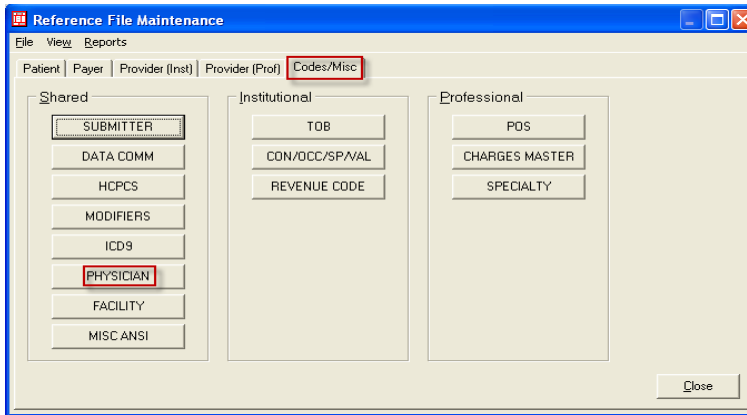 Reference File Maintenance
File View Reports
Patient Payer Provider (Inst) Provider (Prof) Codes/Misc
Shared
SUBMITTER
DATA COMM
HCPCS
MODIFIERS
ICD9
PHYSICIAN
FACILITY
MISC ANSI
Institutional
TOB
CON/OCC/SP/VAL
REVENUE CODE
Professional
POS
CHARGES MASTER
SPECIALTY
Close